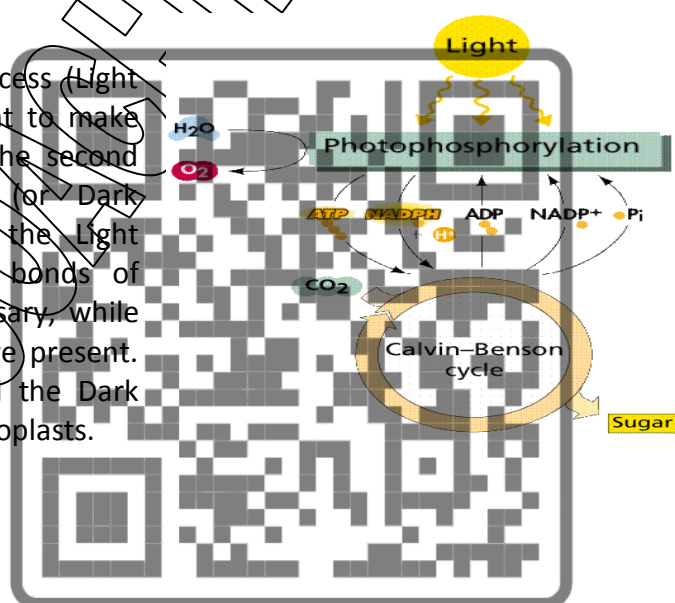 cess (Light
t to make
he second
(or Dark
the Light
bonds of
sary, while
e present.
the Dark
oplasts.
Light
H₂O
Photophosphorylation
O₂
ATP NADPH ADP NADP+ Pi
+ H+
CO₂
Calvin–Benson
cycle
Sugar